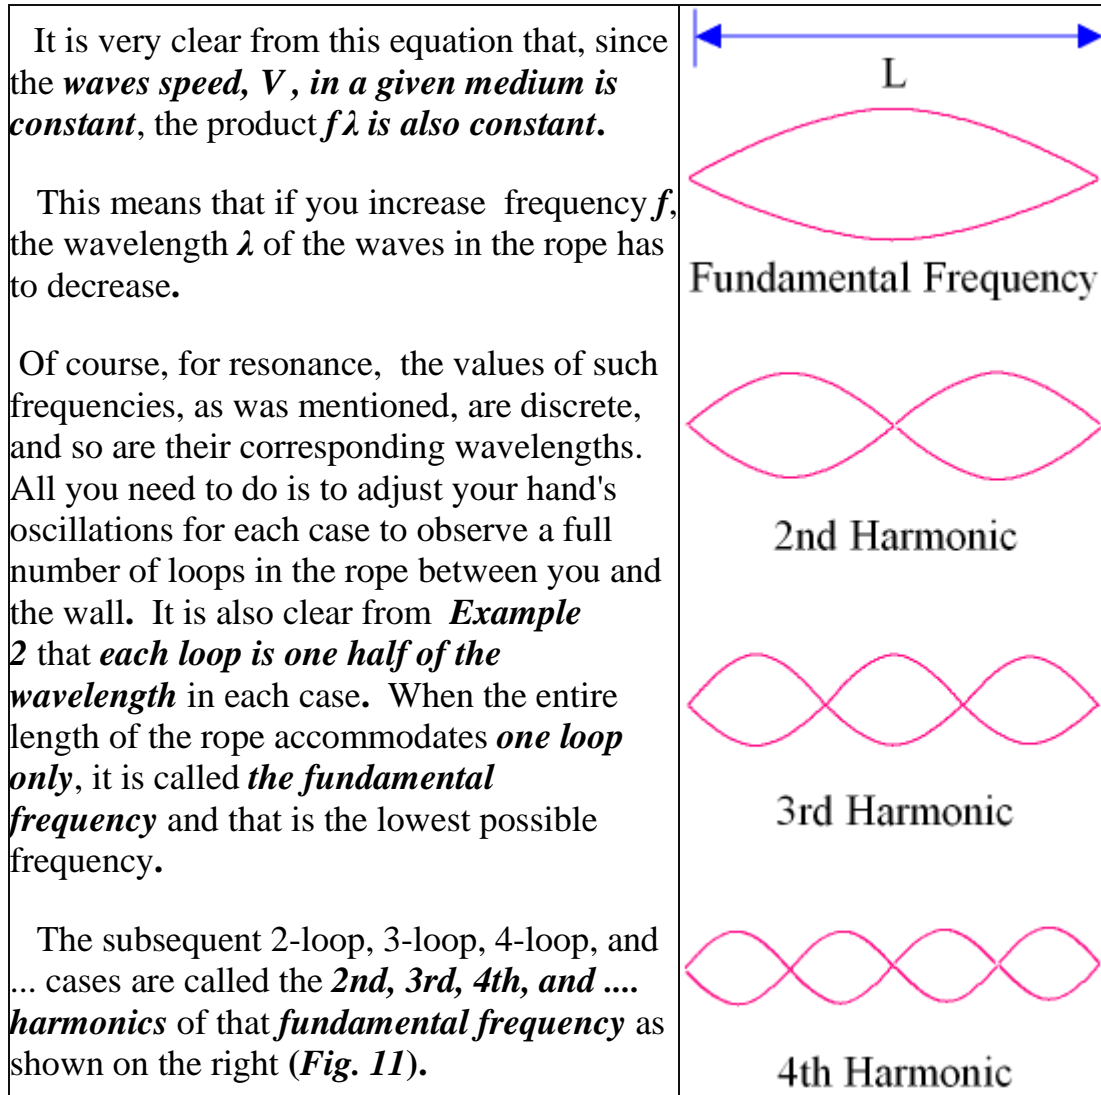 It is very clear from this equation that, since
the waves speed, V , in a given medium is
constant, the product f λ is also constant.
This means that if you increase frequency f,
the wavelength λ of the waves in the rope has
to decrease.
Of course, for resonance, the values of such
frequencies, as was mentioned, are discrete,
and so are their corresponding wavelengths.
All you need to do is to adjust your hand's
oscillations for each case to observe a full
number of loops in the rope between you and
the wall. It is also clear from Example
2 that each loop is one half of the
wavelength in each case. When the entire
length of the rope accommodates one loop
only, it is called the fundamental
frequency and that is the lowest possible
frequency.
The subsequent 2-loop, 3-loop, 4-loop, and
... cases are called the 2nd, 3rd, 4th, and ....
harmonics of that fundamental frequency as
shown on the right (Fig. 11).
L
Fundamental Frequency
2nd Harmonic
3rd Harmonic
4th Harmonic